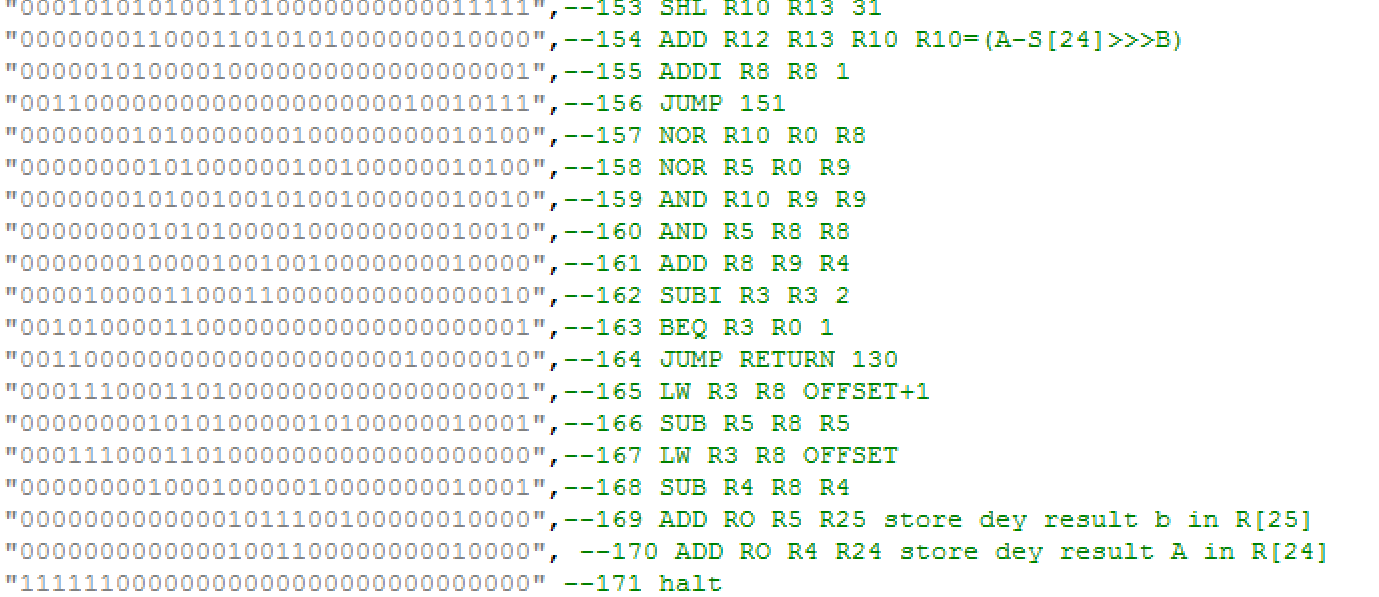 "00010101010011010000000000011111",--153 SHL R10 R13 31
"00000001100011010101000000010000",--154 ADD R12 R13 R10 R10=(A-S[24]>>>B)
"00000101000010000000000000000001",--155 ADDI R8 R8 1
"00110000000000000000000010010111",--156 JUMP 151
"00000001010000000100000000010100",--157 NOR R10 R0 R8
"00000000101000000100100000010100",--158 NOR R5 R0 R9
"00000001010010010100100000010010",--159 AND R10 R9 R9
"00000000101010000100000000010010",--160 AND R5 R8 R8
"00000001000010010010000000010000",--161 ADD R8 R9 R4
"00001000011000110000000000000010",--162 SUBI R3 R3 2
"00101000011000000000000000000001",--163 BEQ R3 R0 1
"00110000000000000000000010000010",--164 JUMP RETURN 130
"00011100011010000000000000000001",--165 LW R3 R8 OFFSET+1
"00000000101010000010100000010001",--166 SUB R5 R8 R5
"00011100011010000000000000000000",--167 LW R3 R8 OFFSET
"00000000100010000010000000010001",--168 SUB R4 R8 R4
"00000000000001011100100000010000",--169 ADD RO R5 R25 store dey result b in R[25]
"00000000000001001100000000010000", --170 ADD RO R4 R24 store dey result A in R[24]
"11111100000000000000000000000000" --171 halt